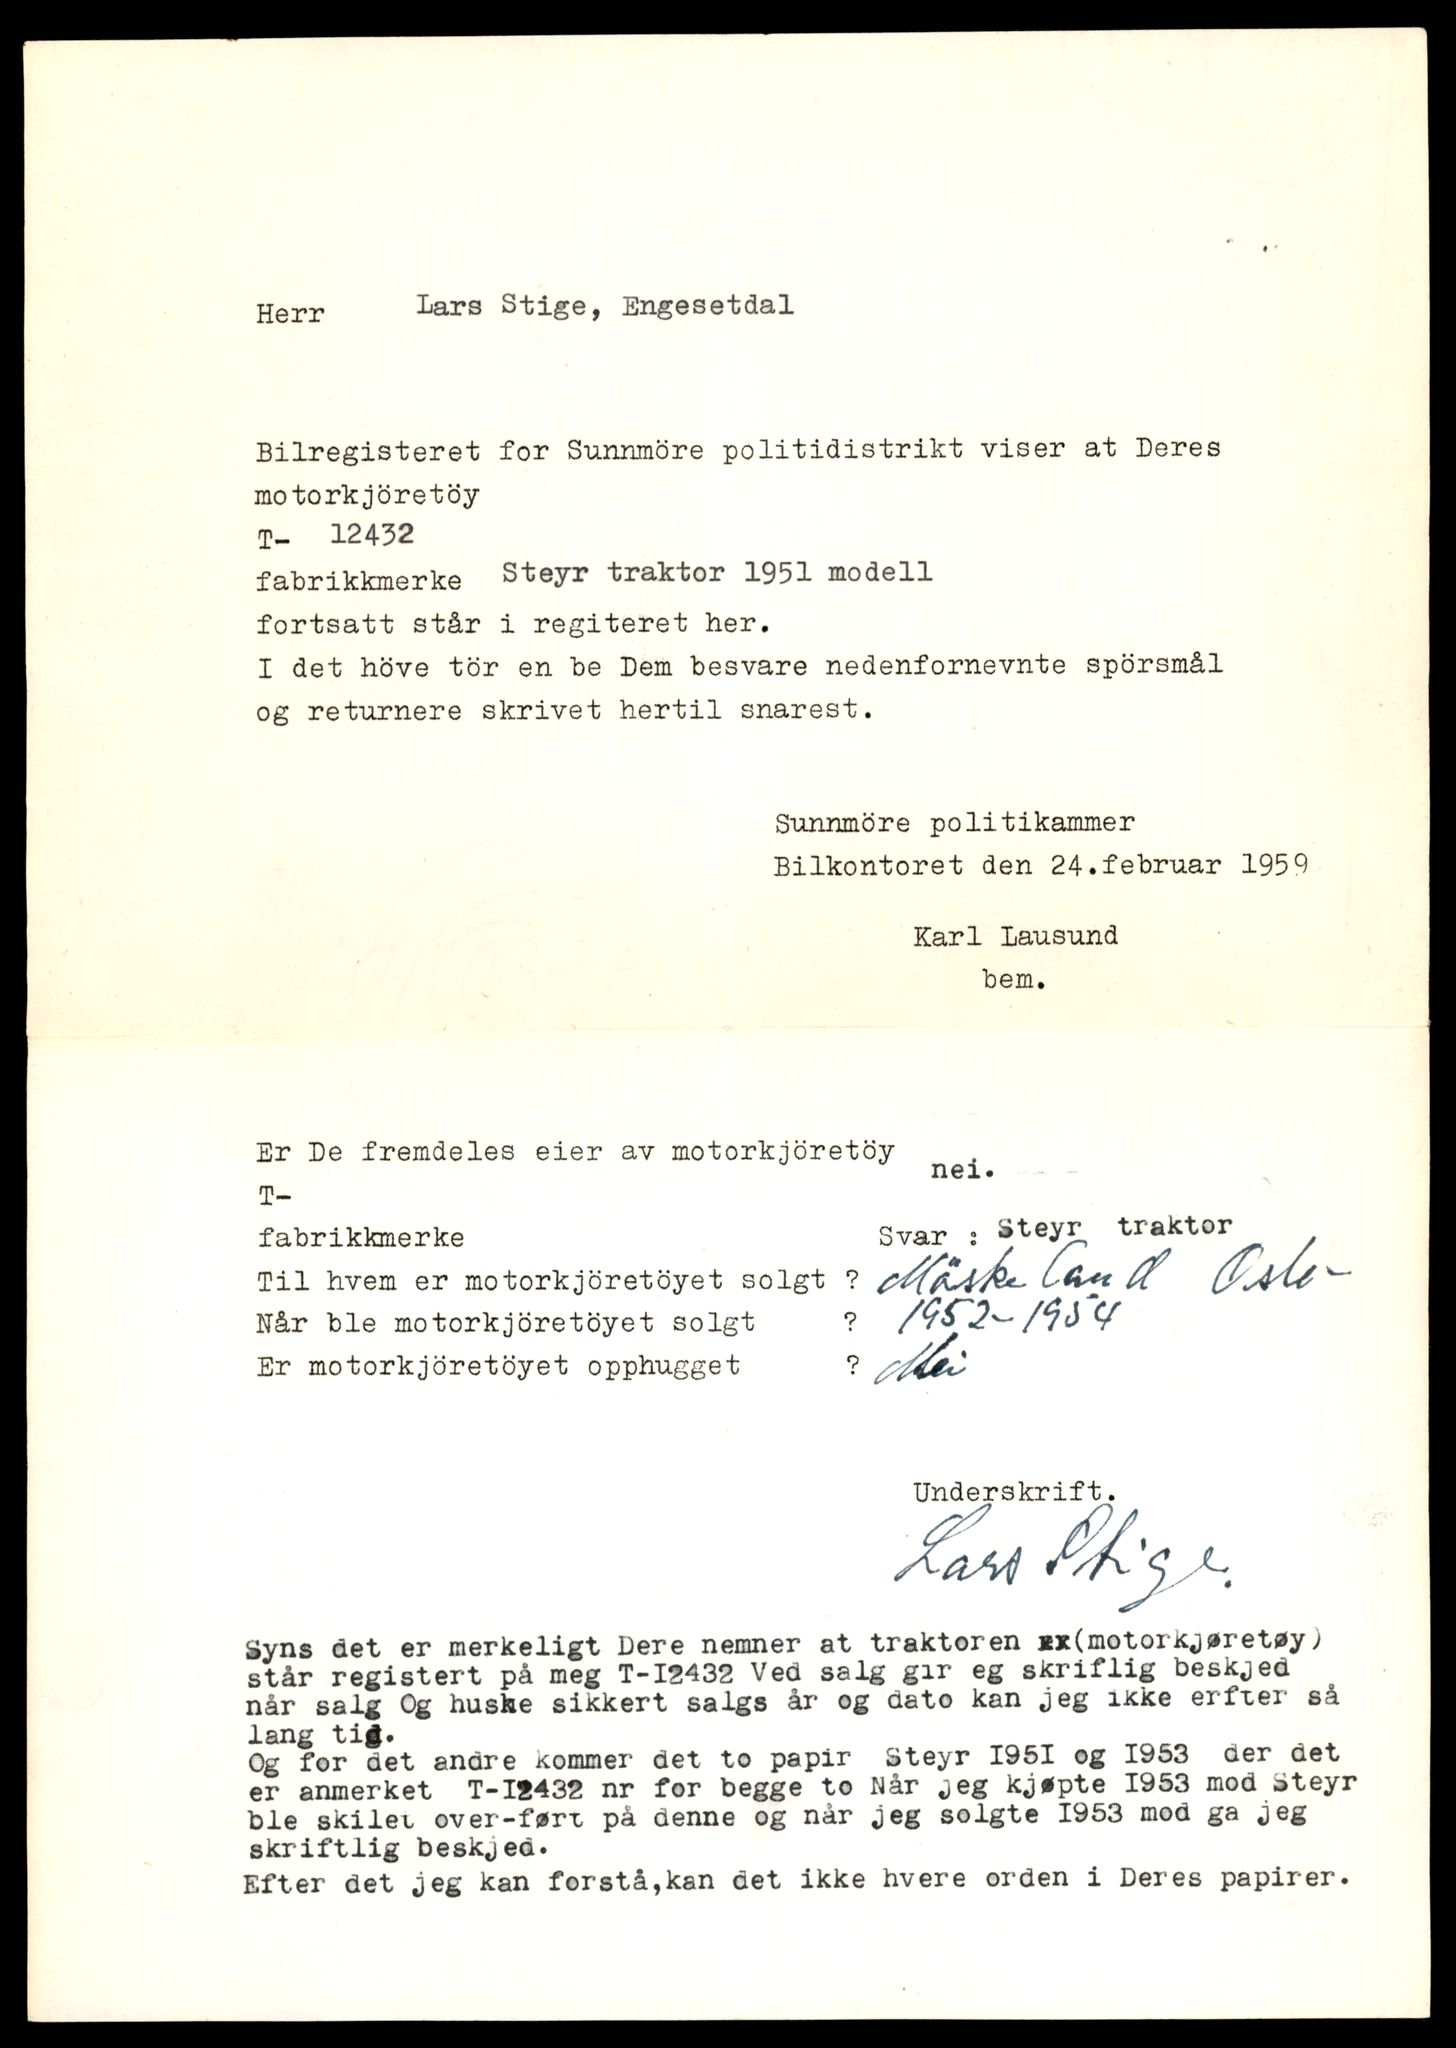 Herr Lars Stige, Engesetdal
Bilregisteret for Sunnmöre politidistrikt viser at Deres
motorkjöretöy
T- 12432
fabrikkmerke Steyr traktor 1951 modell
fortsatt står i regiteret her.
I det höve tör en be Dem besvare nedenfornevnte spörsmål
og returnere skrivet hertil snarest.
Sunnmöre politikammer
Bilkontoret den 24.februar 1959
Karl Lausund
bem.
Er De fremdeles eier av motorkjöretöy nei.
T-
fabrikkmerke Svar : Steyr traktor
Til hvem er motorkjöretöyet solgt ? Oslo
Når ble motorkjöretöyet solgt ? 1952-1954
Er motorkjöretöyet opphugget ? Nei
Underskrift.
Lars Stige.
Syns det er merkeligt Dere nemner at traktoren xx(motorkjøretøy)
står registert på meg T-I2432 Ved salg gir eg skriflig beskjed
når salg Og huske sikkert salgs år og dato kan jeg ikke erfter så
lang tid.
Og for det andre kommer det to papir Steyr I95I og I953 der det
er anmerket T-I2432 nr for begge to Når jeg kjøpte I953 mod Steyr
ble skilet over-ført på denne og når jeg solgte I953 mod ga jeg
skriftlig beskjed.
Efter det jeg kan forstå,kan det ikke hvere orden i Deres papirer.